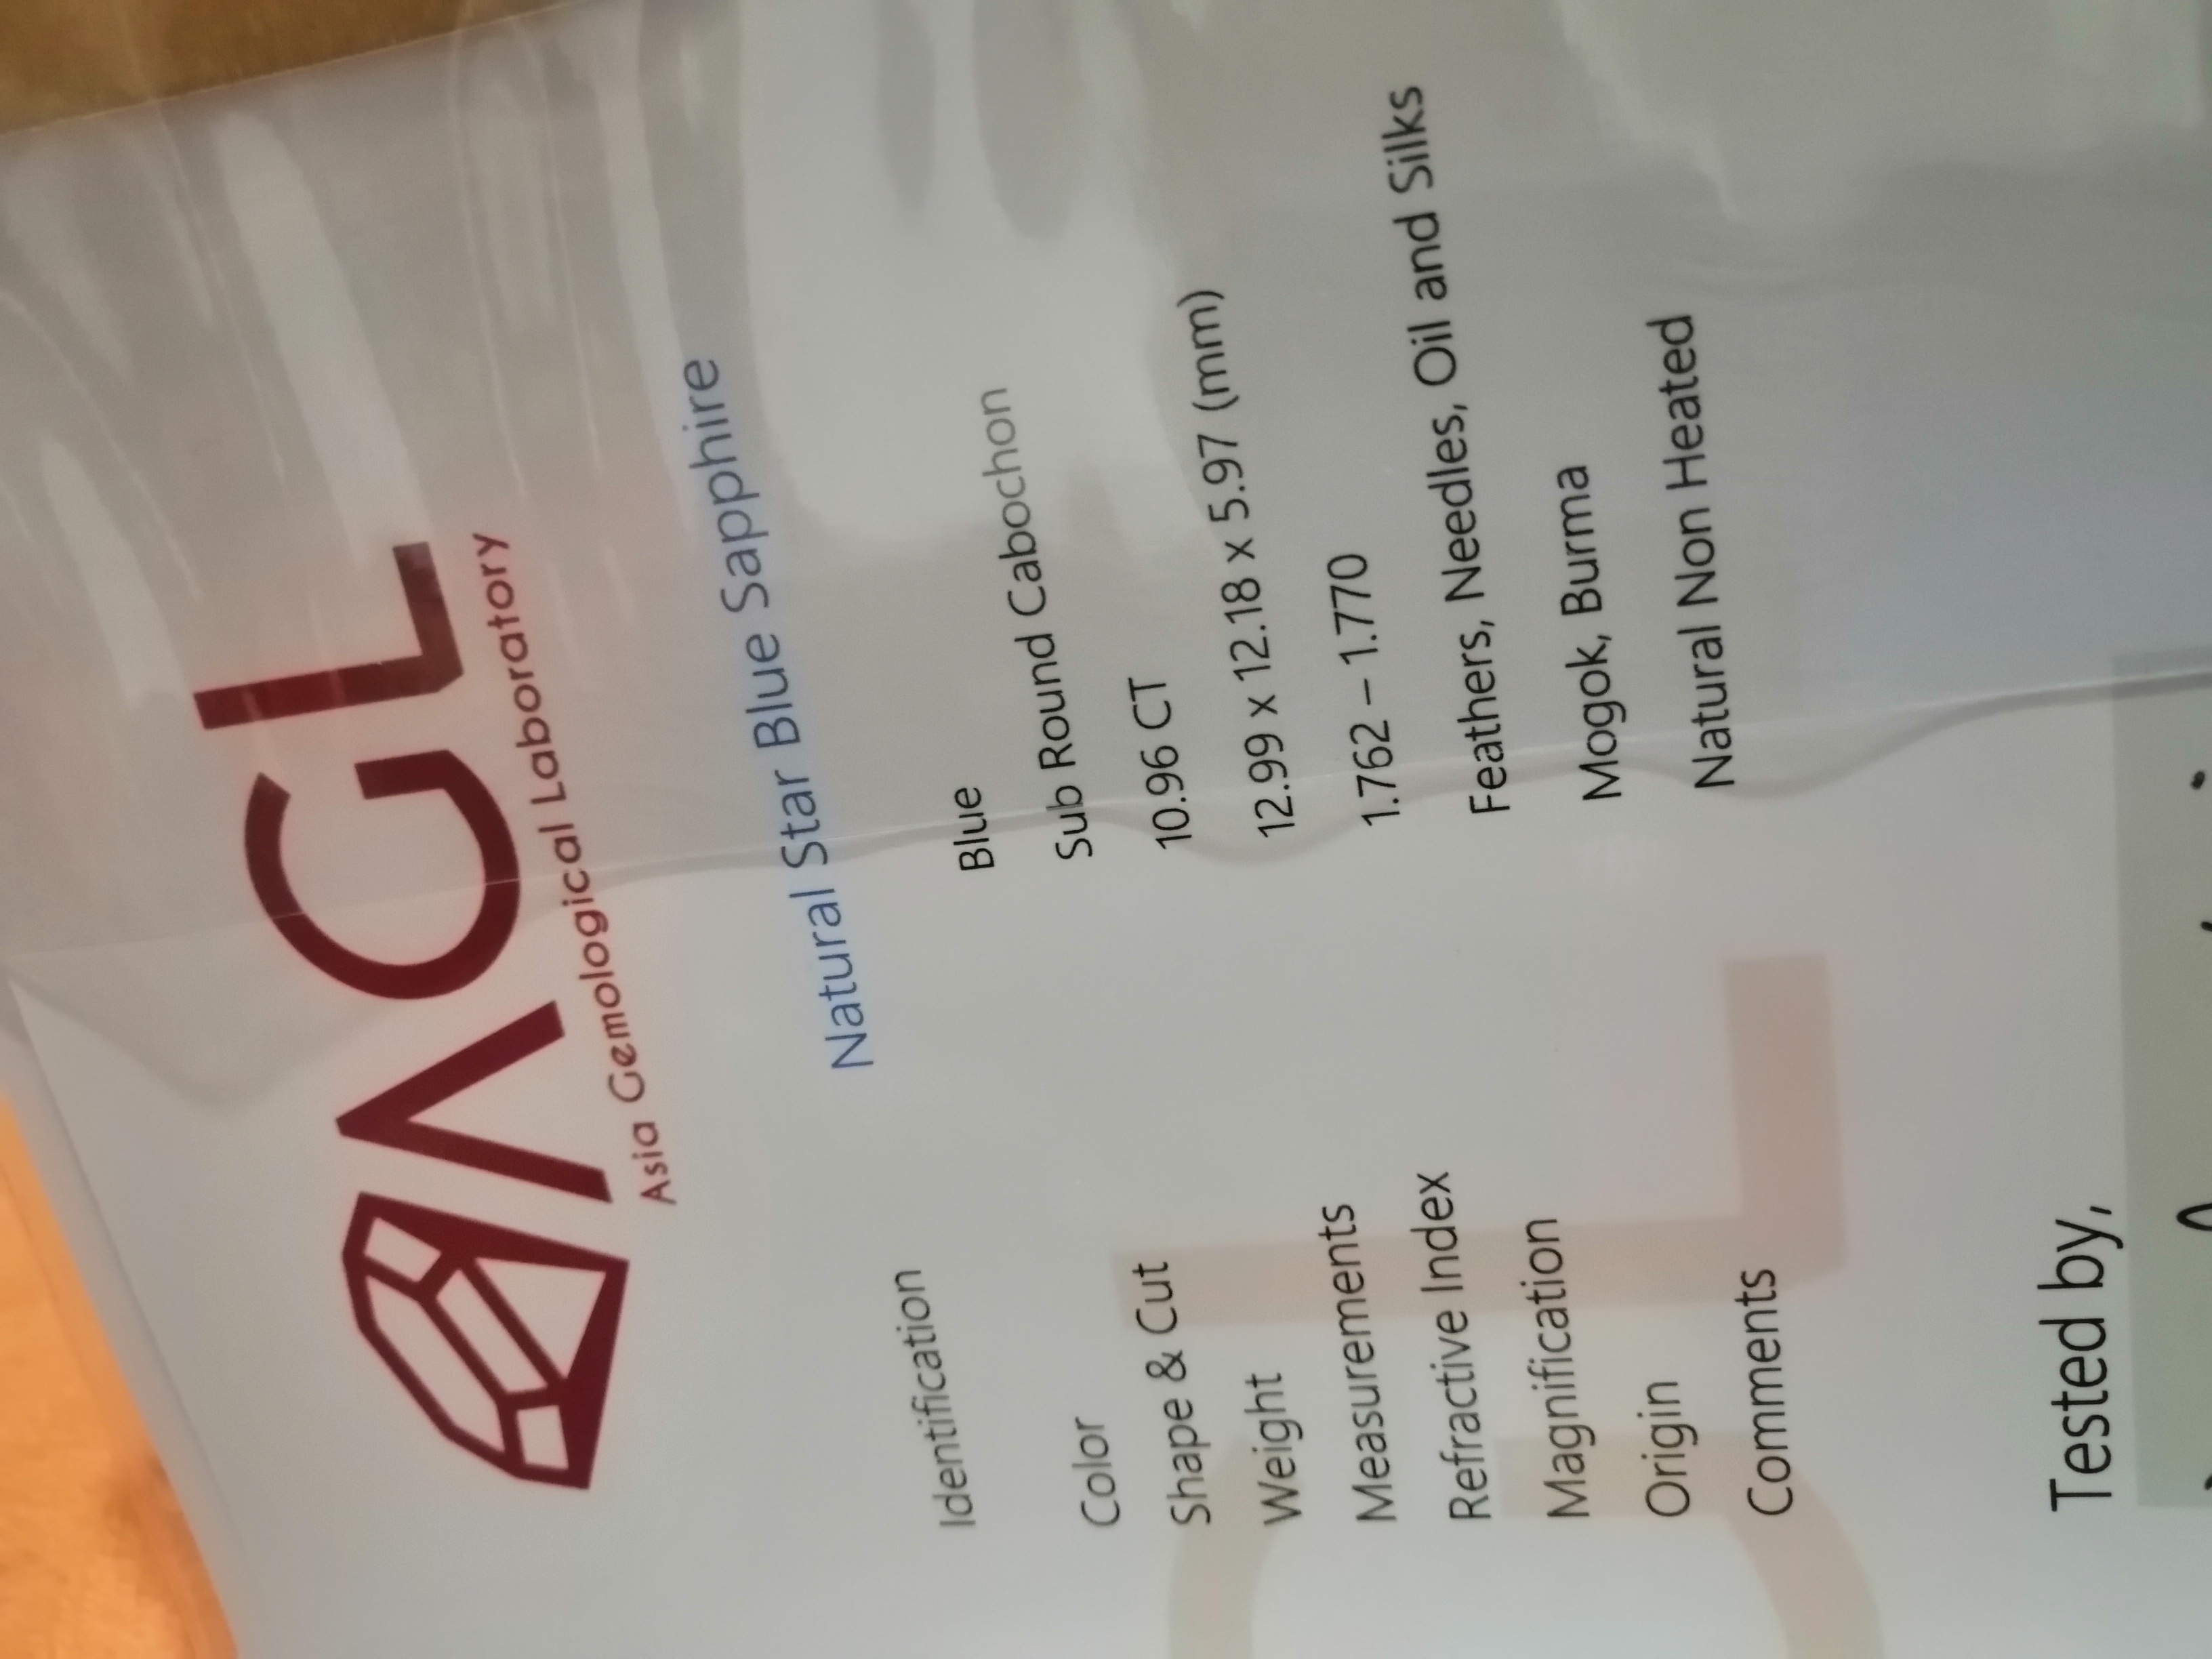 AGL
Asia Gemological Laboratory
Identification Natural Star Blue Sapphire
Color Blue
Shape & Cut Sub Round Cabochon
Weight 10.96 CT
Measurements 12.99 x 12.18 x 5.97 (mm)
Refractive Index 1.762 – 1.770
Magnification Feathers, Needles, Oil and Silks
Origin Mogok, Burma
Comments Natural Non Heated
Tested by,